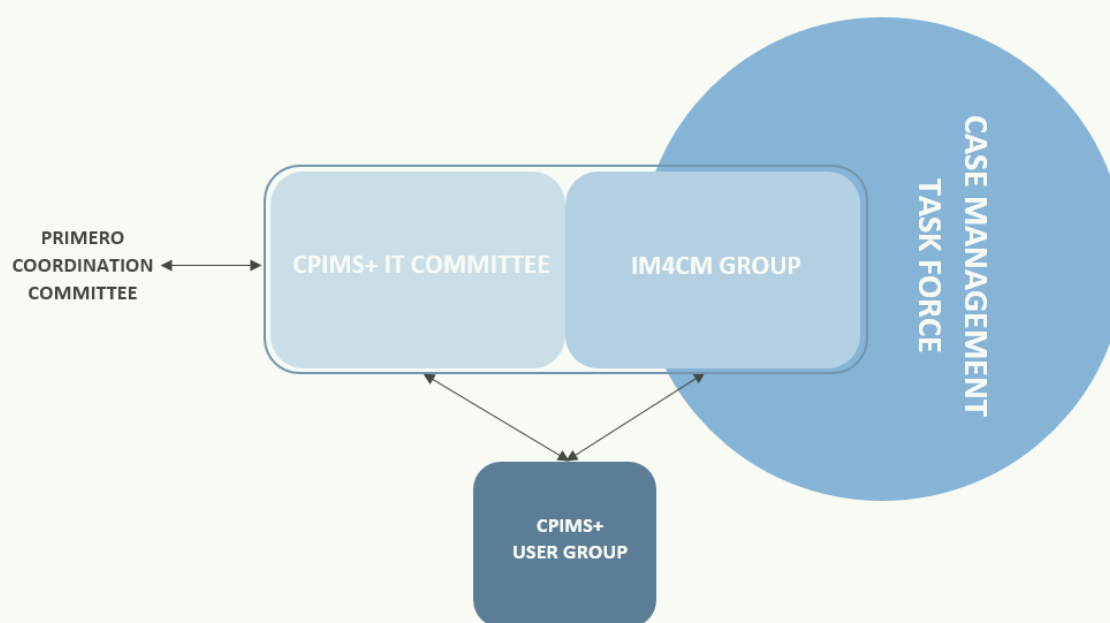 PRIMERO
COORDINATION
COMMITTEE
CPIMS+ IT COMMITTEE
IM4CM GROUP
CASE MANAGEMENT
TASK FORCE
CPIMS+
USER GROUP